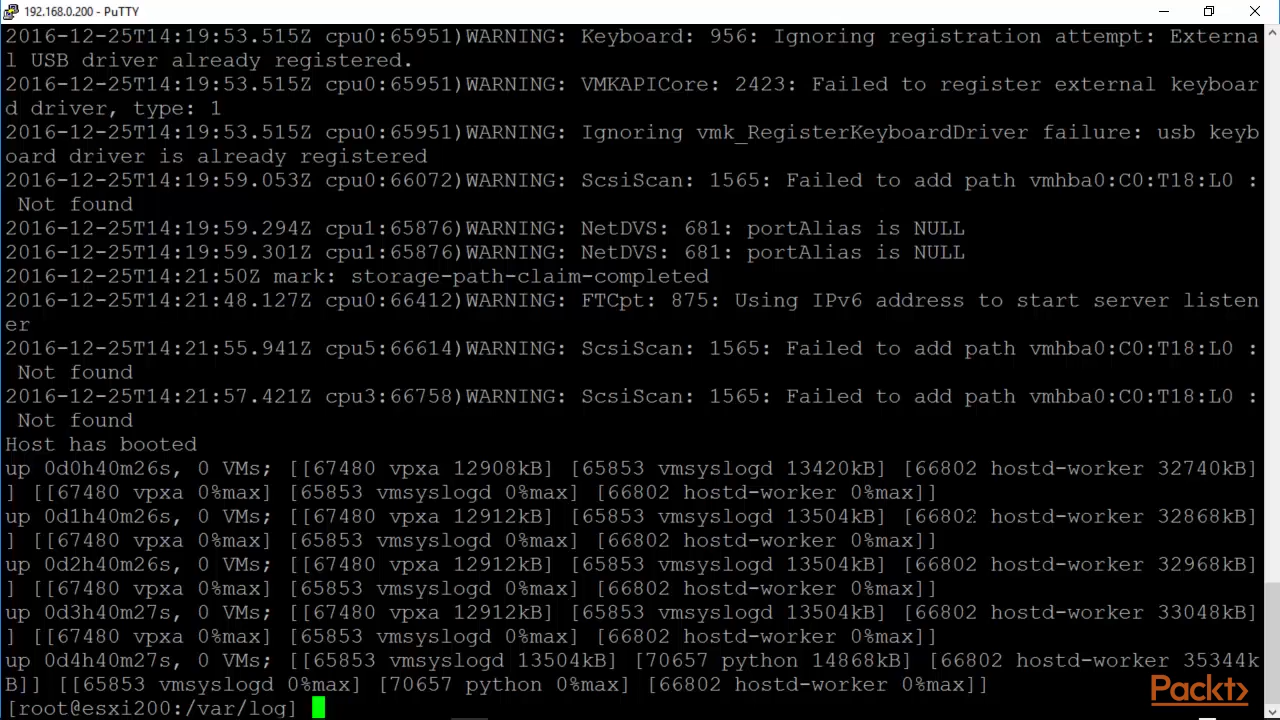 192.168.0.200 - PuTTY
2016-12-25T14:19:53.515Z cpu0:65951)WARNING: Keyboard: 956: Ignoring registration attempt: Externa
l USB driver already registered.
2016-12-25T14:19:53.515Z cpu0:65951)WARNING: VMKAPICore: 2423: Failed to register external keyboar
d driver, type: 1
2016-12-25T14:19:53.515Z cpu0:65951)WARNING: Ignoring vmk_RegisterKeyboardDriver failure: usb keyb
oard driver is already registered
2016-12-25T14:19:59.053Z cpu0:66072)WARNING: ScsiScan: 1565: Failed to add path vmhba0:C0:T18:L0 :
 Not found
2016-12-25T14:19:59.294Z cpu1:65876)WARNING: NetDVS: 681: portAlias is NULL
2016-12-25T14:19:59.301Z cpu1:65876)WARNING: NetDVS: 681: portAlias is NULL
2016-12-25T14:21:50Z mark: storage-path-claim-completed
2016-12-25T14:21:48.127Z cpu0:66412)WARNING: FTCpt: 875: Using IPv6 address to start server listen
er
2016-12-25T14:21:55.941Z cpu5:66614)WARNING: ScsiScan: 1565: Failed to add path vmhba0:C0:T18:L0 :
 Not found
2016-12-25T14:21:57.421Z cpu3:66758)WARNING: ScsiScan: 1565: Failed to add path vmhba0:C0:T18:L0 :
 Not found
Host has booted
up 0d0h40m26s, 0 VMs; [[67480 vpxa 12908kB] [65853 vmsyslogd 13420kB] [66802 hostd-worker 32740kB]
] [[67480 vpxa 0%max] [65853 vmsyslogd 0%max] [66802 hostd-worker 0%max]]
up 0d1h40m26s, 0 VMs; [[67480 vpxa 12912kB] [65853 vmsyslogd 13504kB] [66802 hostd-worker 32868kB]
] [[67480 vpxa 0%max] [65853 vmsyslogd 0%max] [66802 hostd-worker 0%max]]
up 0d2h40m26s, 0 VMs; [[67480 vpxa 12912kB] [65853 vmsyslogd 13504kB] [66802 hostd-worker 32968kB]
] [[67480 vpxa 0%max] [65853 vmsyslogd 0%max] [66802 hostd-worker 0%max]]
up 0d3h40m27s, 0 VMs; [[67480 vpxa 12912kB] [65853 vmsyslogd 13504kB] [66802 hostd-worker 33048kB]
] [[67480 vpxa 0%max] [65853 vmsyslogd 0%max] [66802 hostd-worker 0%max]]
up 0d4h40m27s, 0 VMs; [[65853 vmsyslogd 13504kB] [70657 python 14868kB] [66802 hostd-worker 35344k
B]] [[65853 vmsyslogd 0%max] [70657 python 0%max] [66802 hostd-worker 0%max]]
[root@esxi200:/var/log]
Packt>